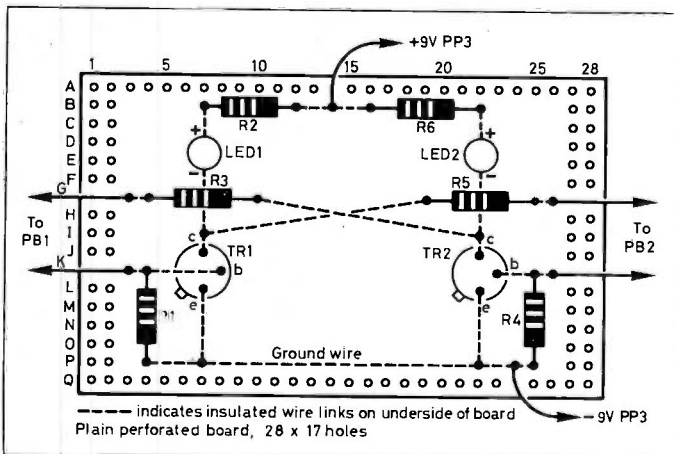 +9V PP3
1 5 10 15 20 25 28
A
B
R2 R6
C
+ +
D
LED1 LED2
E
- -
F
R3 R5
G
To PB1
To PB2
H
I
c c
J
TR1 TR2
K
b b
L
e e
M
R4
N
O
Ground wire
P
Q
-9V PP3
indicates insulated wire links on underside of board
Plain perforated board, 28 x 17 holes